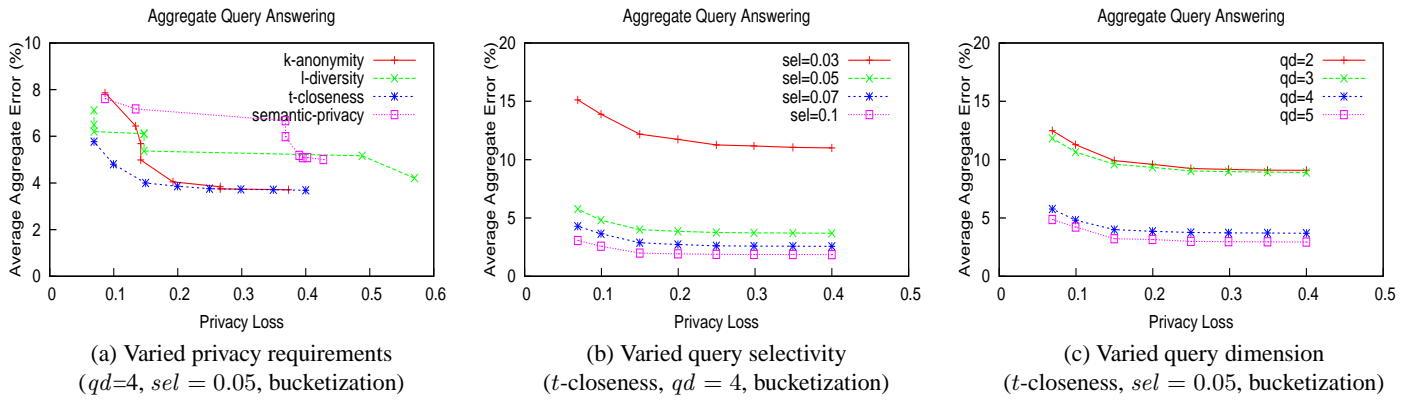 Aggregate Query Answering
Average Aggregate Error (%)
10
8
6
4
2
0
0 0.1 0.2 0.3 0.4 0.5 0.6
Privacy Loss
k-anonymity
l-diversity
t-closeness
semantic-privacy
(a) Varied privacy requirements
(qd=4, sel = 0.05, bucketization)
Aggregate Query Answering
Average Aggregate Error (%)
20
15
10
5
0
0 0.1 0.2 0.3 0.4 0.5
Privacy Loss
sel=0.03
sel=0.05
sel=0.07
sel=0.1
(b) Varied query selectivity
(t-closeness, qd = 4, bucketization)
Aggregate Query Answering
Average Aggregate Error (%)
20
15
10
5
0
0 0.1 0.2 0.3 0.4 0.5
Privacy Loss
qd=2
qd=3
qd=4
qd=5
(c) Varied query dimension
(t-closeness, sel = 0.05, bucketization)